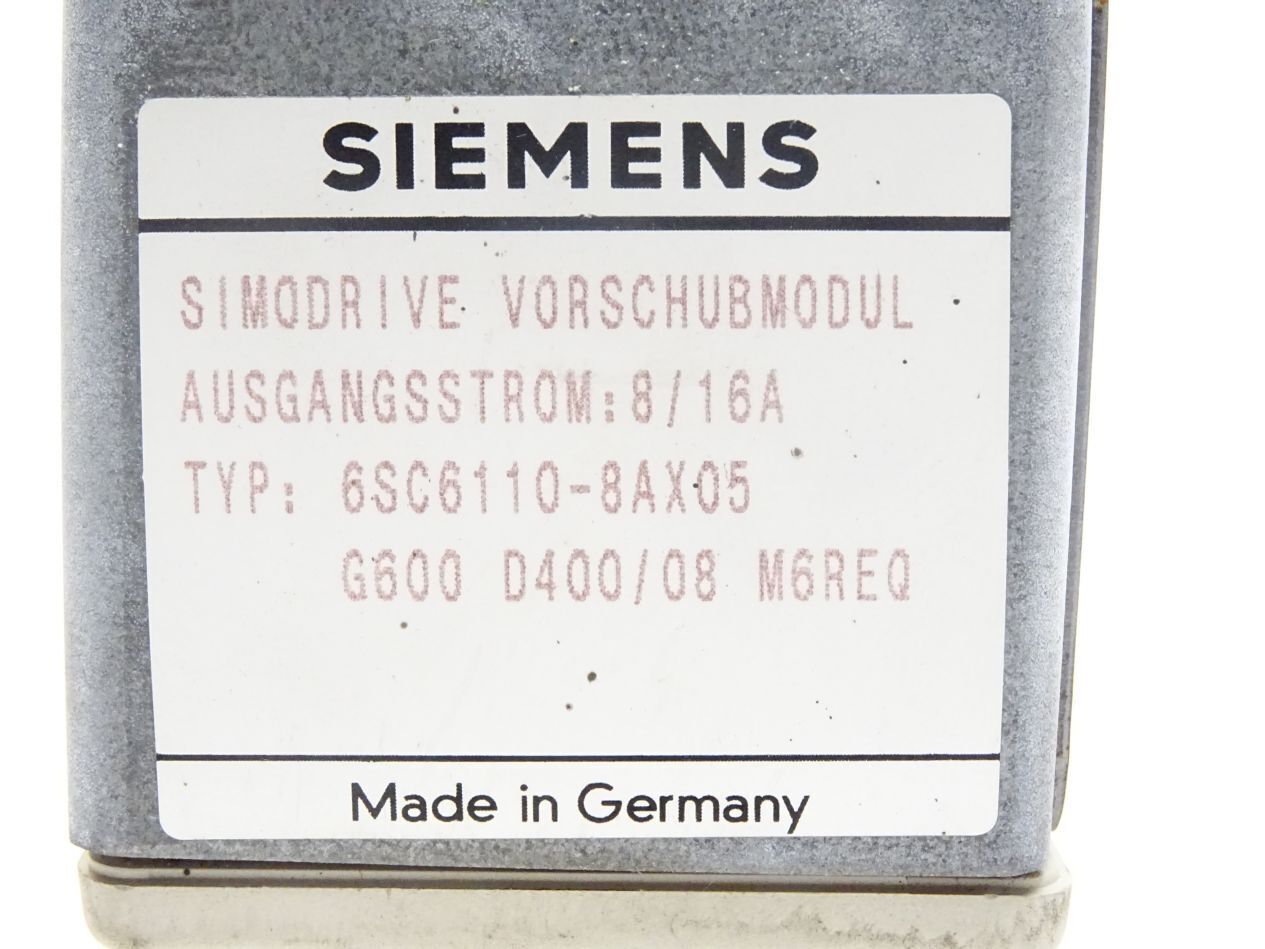 SIEMENS
SIMODRIVE VORSCHUBMODUL
AUSGANGSSTROM:8/16A
TYP: 6SC6110-8AX05
G600 D400/08 M6REQ
Made in Germany